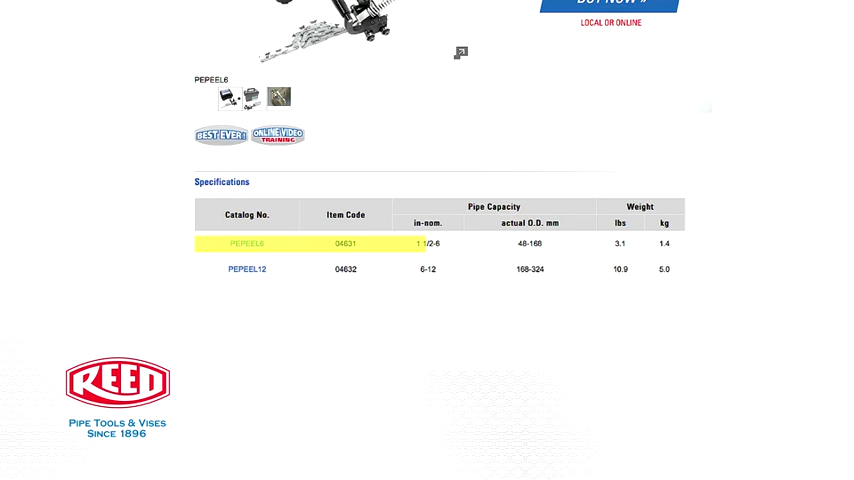 BUY NOW »
LOCAL OR ONLINE
PEPEEL6
BEST EVER!
ONLINE VIDEO
TRAINING
Specifications
Catalog No. Item Code Pipe Capacity Weight
in-nom. actual O.D. mm lbs kg
PEPEEL6 04631 1 1/2-6 48-168 3.1 1.4
PEPEEL12 04632 6-12 168-324 10.9 5.0
REED
PIPE TOOLS & VISES
SINCE 1896